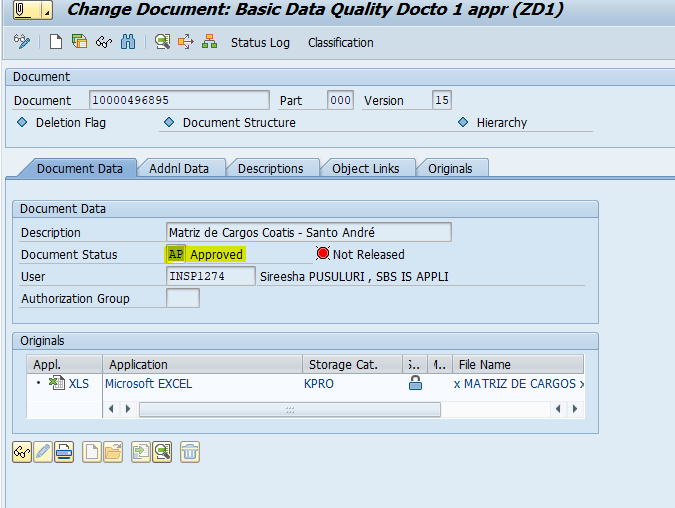 Change Document: Basic Data Quality Docto 1 appr (ZD1)
Status Log Classification
Document
Document 10000496895 Part 000 Version 15
Deletion Flag Document Structure Hierarchy
Document Data Addnl Data Descriptions Object Links Originals
Document Data
Description Matriz de Cargos Coatis - Santo André
Document Status AP Approved Not Released
User INSP1274 Sireesha PUSULURI , SBS IS APPLI
Authorization Group
Originals
Appl. Application Storage Cat. S.. M.. File Name
XLS Microsoft EXCEL KPRO x MATRIZ DE CARGOS x